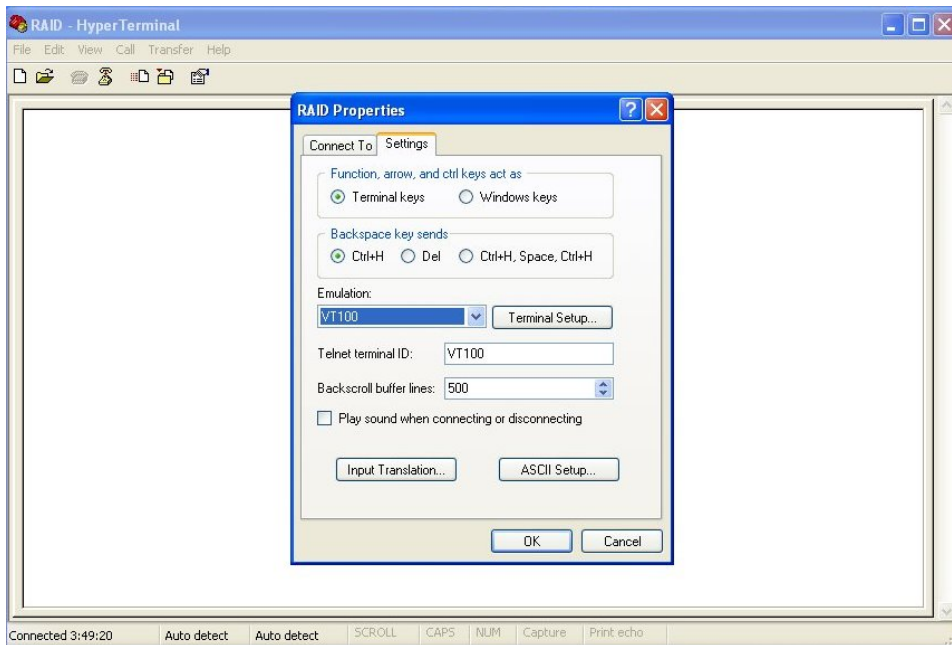 RAID - HyperTerminal
File Edit View Call Transfer Help
RAID Properties
Connect To Settings
Function, arrow, and ctrl keys act as
Terminal keys Windows keys
Backspace key sends
Ctrl+H Del Ctrl+H, Space, Ctrl+H
Emulation:
VT100 Terminal Setup...
Telnet terminal ID: VT100
Backscroll buffer lines: 500
Play sound when connecting or disconnecting
Input Translation... ASCII Setup...
OK Cancel
Connected 3:49:20 Auto detect Auto detect SCROLL CAPS NUM Capture Print echo